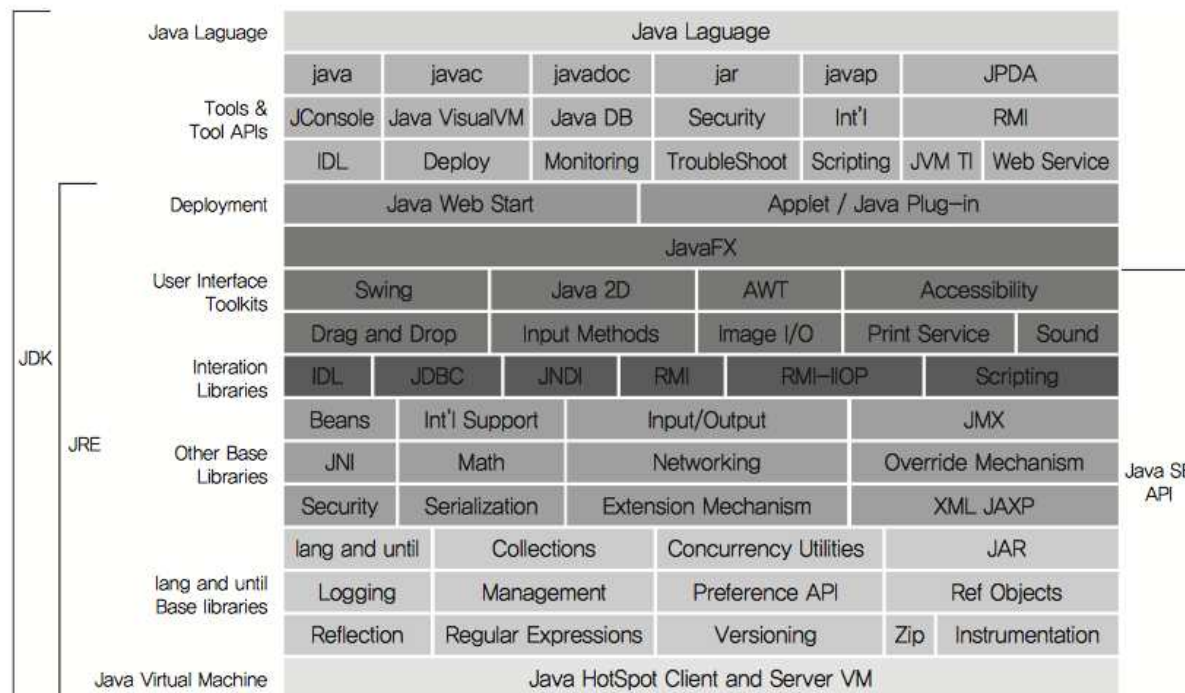 Java Laguage
Java Laguage
java javac javadoc jar javap JPDA
Tools &
Tool APIs
JConsole Java VisualVM Java DB Security Int'l RMI
IDL Deploy Monitoring TroubleShoot Scripting JVM TI Web Service
Deployment
Java Web Start Applet / Java Plug-in
JavaFX
User Interface
Toolkits
Swing Java 2D AWT Accessibility
Drag and Drop Input Methods Image I/O Print Service Sound
JDK
Interation
Libraries
IDL JDBC JNDI RMI RMI-IIOP Scripting
Beans Int'l Support Input/Output JMX
JRE
Other Base
Libraries
JNI Math Networking Override Mechanism
Java SE
API
Security Serialization Extension Mechanism XML JAXP
lang and until Collections Concurrency Utilities JAR
lang and until
Base libraries
Logging Management Preference API Ref Objects
Reflection Regular Expressions Versioning Zip Instrumentation
Java Virtual Machine
Java HotSpot Client and Server VM